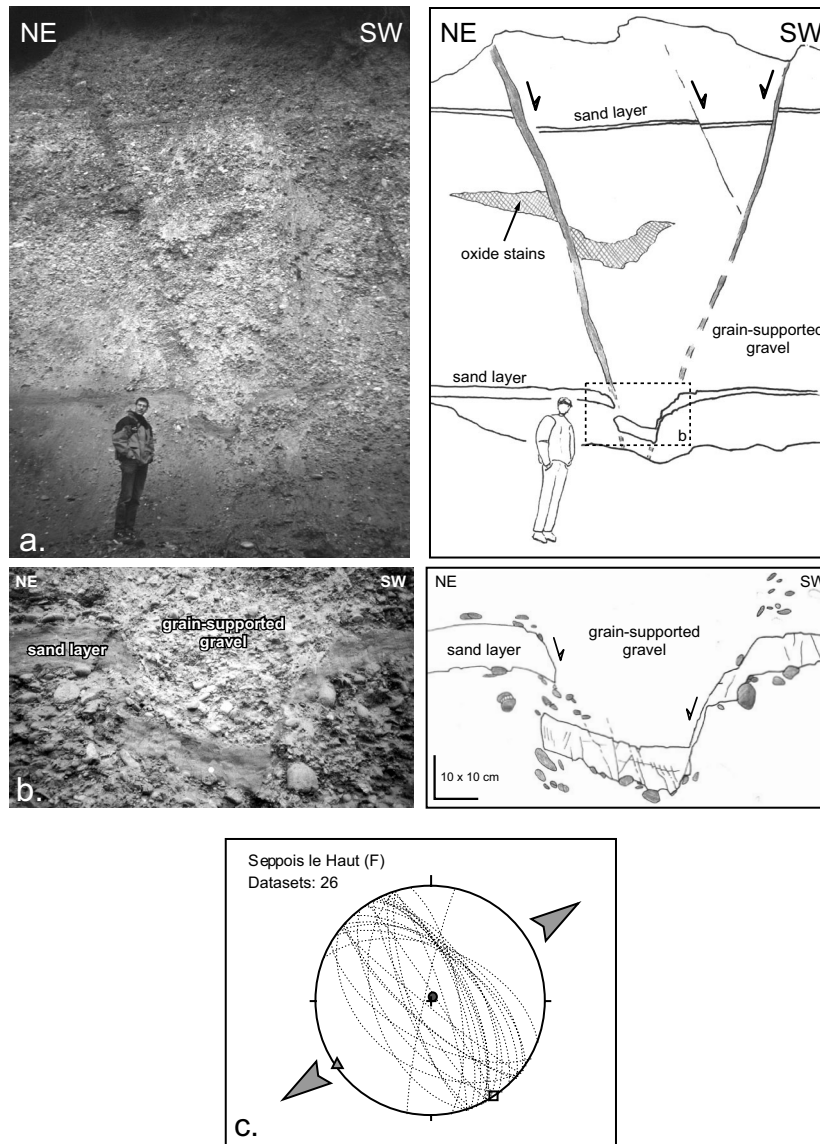 NE
SW
a.
NE
SW
sand layer
oxide stains
grain-supported
gravel
sand layer
b
NE
SW
sand layer
grain-supported
gravel
b.
NE
SW
grain-supported
gravel
sand layer
10 x 10 cm
Seppois le Haut (F)
Datasets: 26
c.